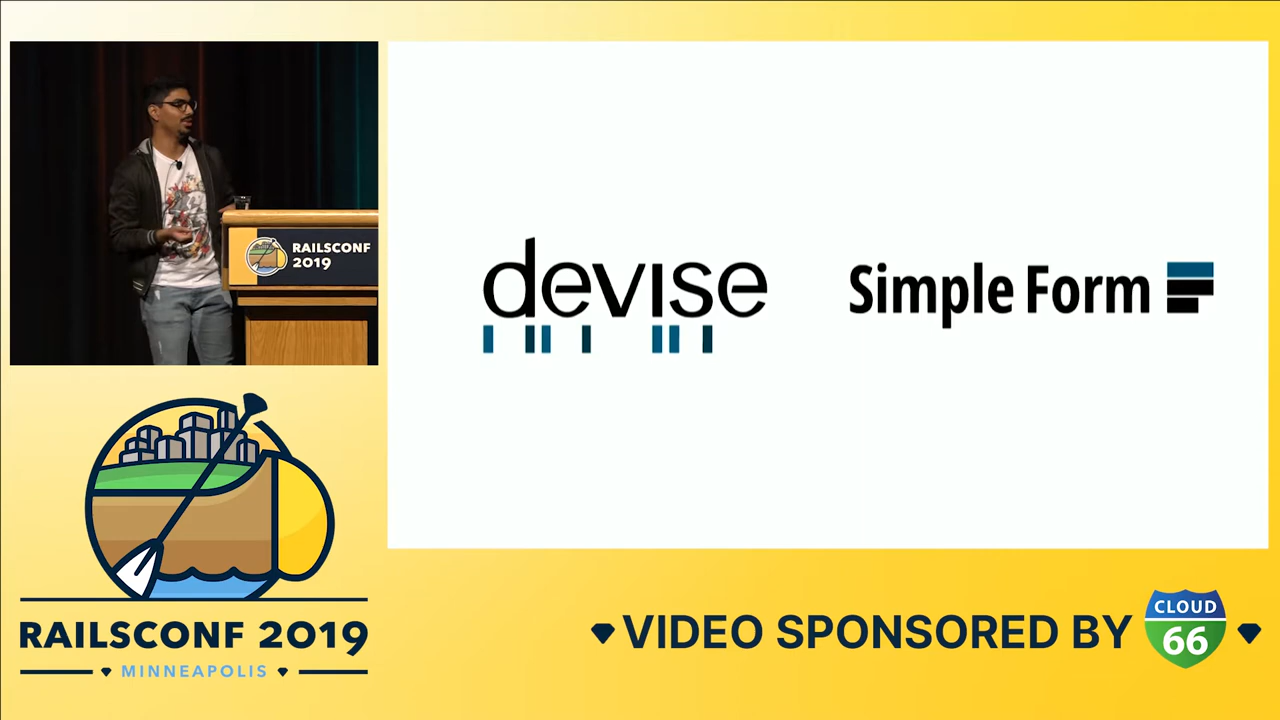 RAILSCONF
2019
devise
Simple Form
RAILSCONF 2019
MINNEAPOLIS
VIDEO SPONSORED BY
CLOUD
66